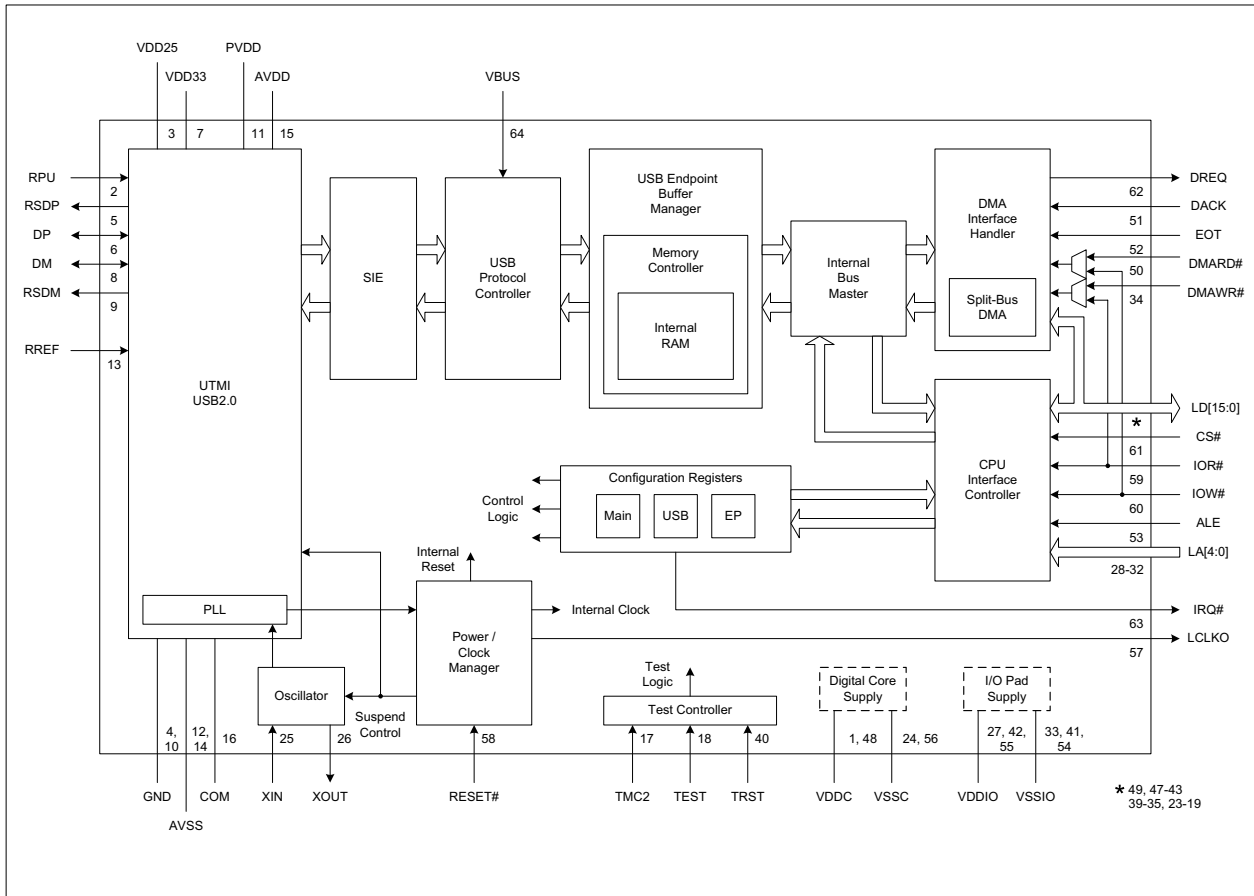 VDD25
PVDD
VDD33
AVDD
VBUS
3
7
11
15
64
RPU
2
RSDP
5
DP
6
DM
8
RSDM
9
RREF
13
UTMI
USB2.0
SIE
USB
Protocol
Controller
USB Endpoint
Buffer
Manager
Memory
Controller
Internal
RAM
Internal
Bus
Master
DMA
Interface
Handler
Split-Bus
DMA
DREQ
62
DACK
51
EOT
52
DMARD#
50
DMAWR#
34
LD[15:0]
*
CS#
61
IOR#
59
IOW#
60
ALE
53
LA[4:0]
28-32
CPU
Interface
Controller
Configuration Registers
Main
USB
EP
Control
Logic
Internal
Reset
PLL
Power /
Clock
Manager
Internal Clock
IRQ#
63
LCLKO
57
Oscillator
Suspend
Control
Test
Logic
Test Controller
Digital Core
Supply
I/O Pad
Supply
4,
10
12,
14
16
25
26
58
17
18
40
1, 48
24, 56
27, 42,
55
33, 41,
54
GND
AVSS
COM
XIN
XOUT
RESET#
TMC2
TEST
TRST
VDDC
VSSC
VDDIO
VSSIO
* 49, 47-43
39-35, 23-19